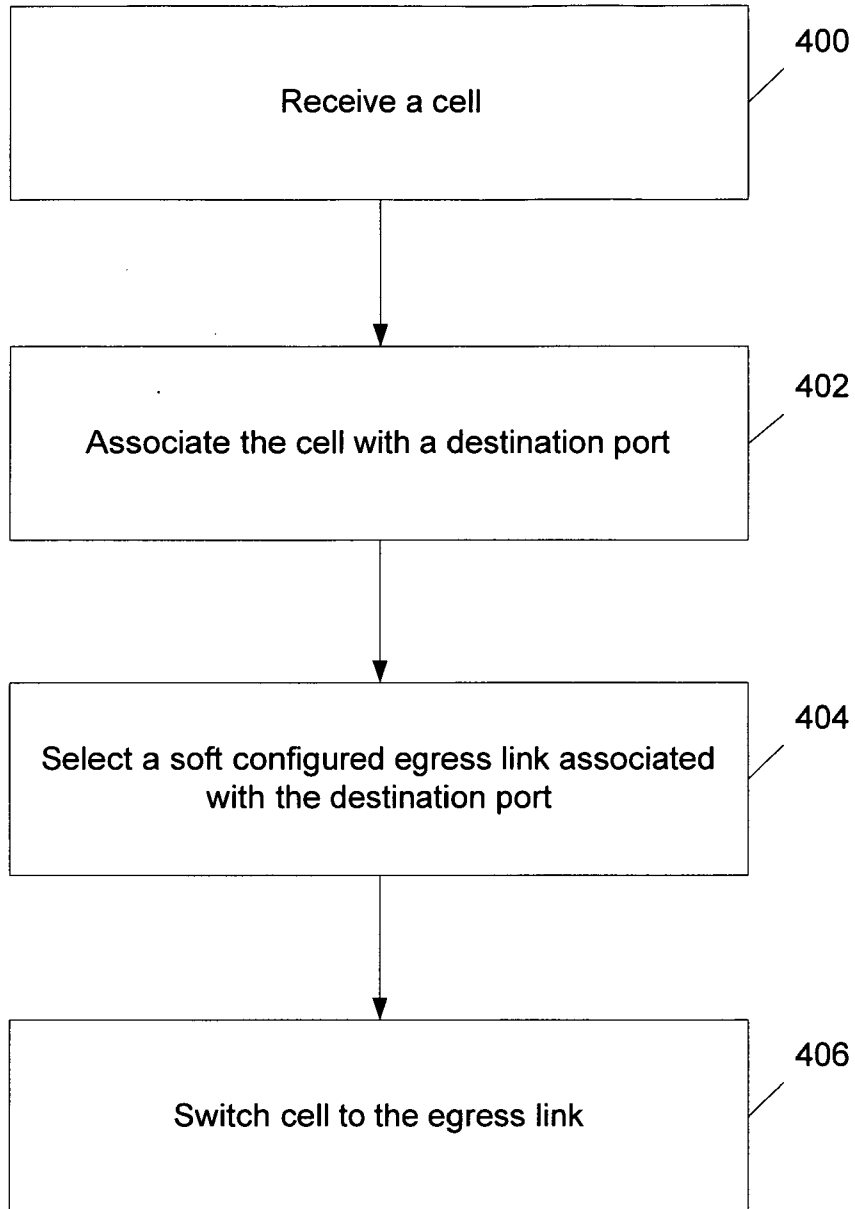 400
Receive a cell
402
Associate the cell with a destination port
404
Select a soft configured egress link associated
with the destination port
406
Switch cell to the egress link